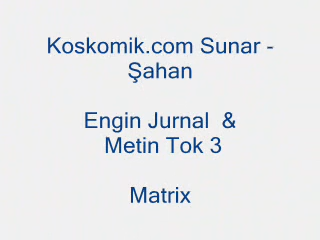 Koskomik.com Sunar -
Şahan
Engin Jurnal  &
Metin Tok 3
Matrix